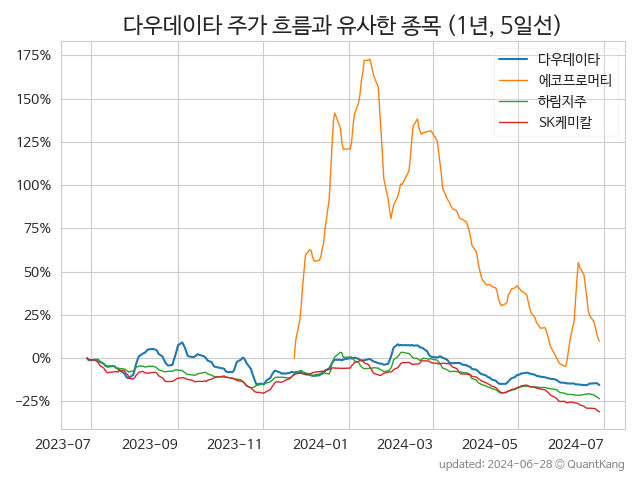 다우데이타 주가 흐름과 유사한 종목 (1년, 5일선)
175%
150%
125%
100%
75%
50%
25%
0%
−25%
다우데이타
에코프로머티
하림지주
SK케미칼
2023-07
2023-09
2023-11
2024-01
2024-03
2024-05
2024-07
updated: 2024-06-28 © QuantKang